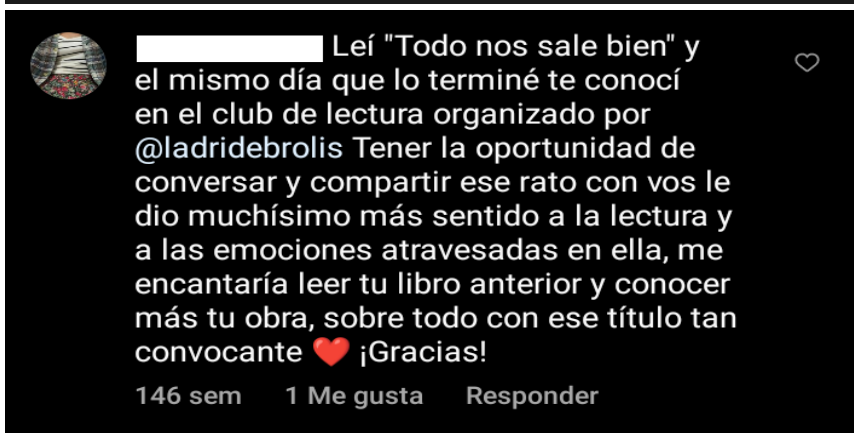 Leí "Todo nos sale bien" y
el mismo día que lo terminé te conocí
en el club de lectura organizado por
@ladridebrolis Tener la oportunidad de
conversar y compartir ese rato con vos le
dio muchísimo más sentido a la lectura y
a las emociones atravesadas en ella, me
encantaría leer tu libro anterior y conocer
más tu obra, sobre todo con ese título tan
convocante ❤️ ¡Gracias!
146 sem 1 Me gusta Responder